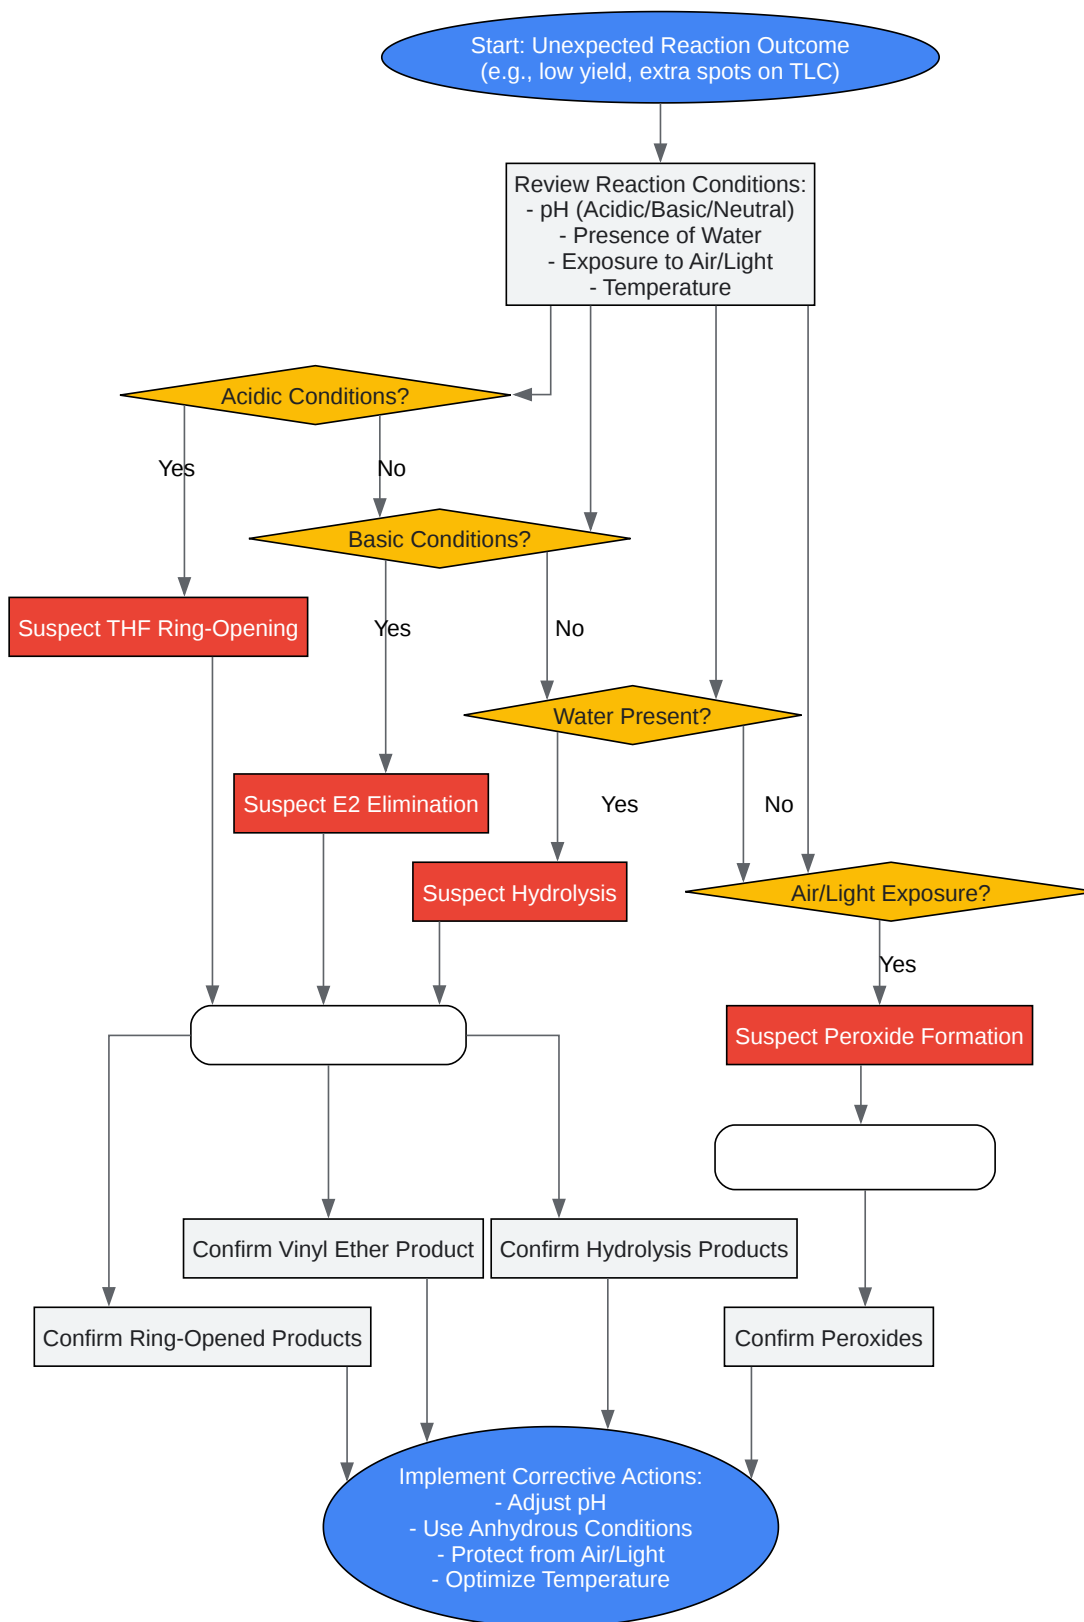 Start: Unexpected Reaction Outcome
(e.g., low yield, extra spots on TLC)
Review Reaction Conditions:
- pH (Acidic/Basic/Neutral)
- Presence of Water
- Exposure to Air/Light
- Temperature
Acidic Conditions?
Yes
No
Basic Conditions?
Suspect THF Ring-Opening
Yes
No
Water Present?
Suspect E2 Elimination
Yes
No
Suspect Hydrolysis
Air/Light Exposure?
Yes
Suspect Peroxide Formation
Confirm Vinyl Ether Product
Confirm Hydrolysis Products
Confirm Ring-Opened Products
Confirm Peroxides
Implement Corrective Actions:
- Adjust pH
- Use Anhydrous Conditions
- Protect from Air/Light
- Optimize Temperature